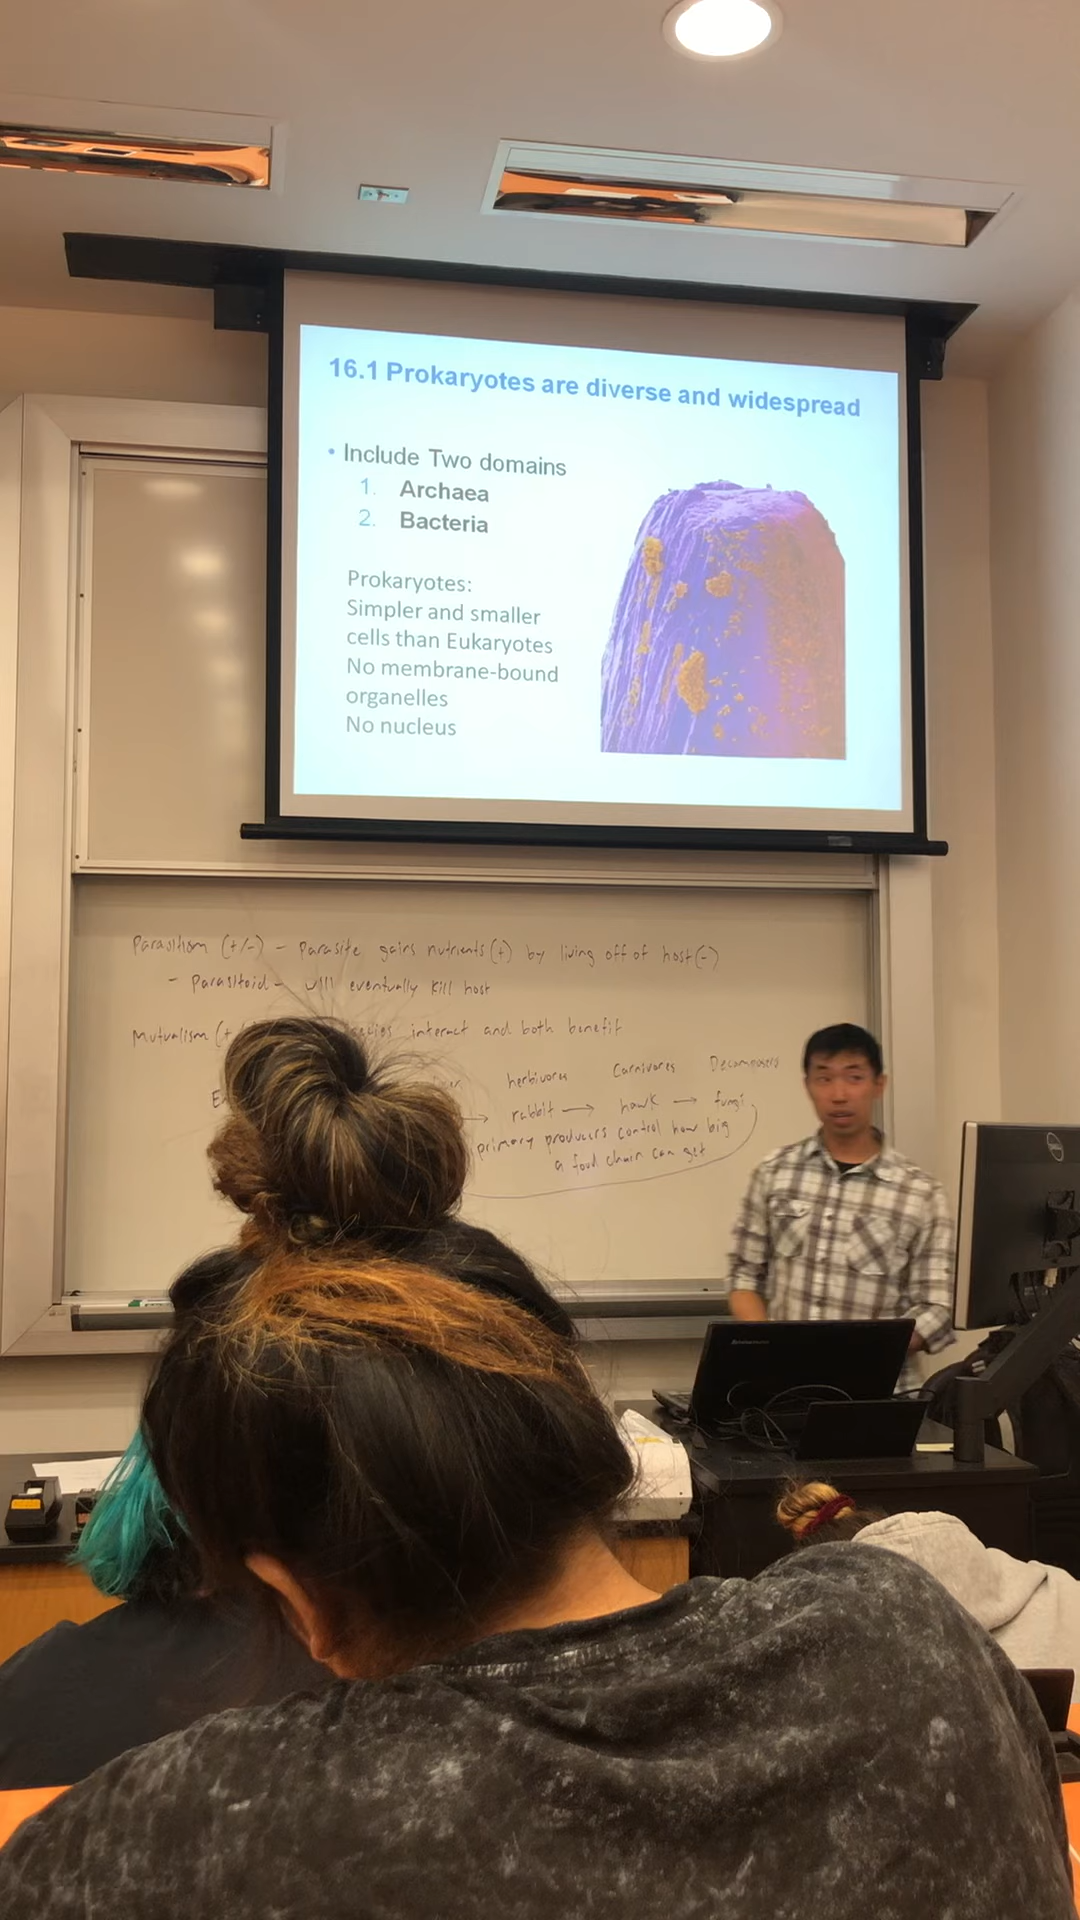 16.1 Prokaryotes are diverse and widespread
• Include Two domains
1. Archaea
2. Bacteria
Prokaryotes:
Simpler and smaller
cells than Eukaryotes
No membrane-bound
organelles
No nucleus
Parasitism (+/-) - Parasite gains nutrients (+) by living off of host (-)
- Parasitoid - will eventually kill host
Mutualism (+ interact and both benefit
herbivores Carnivores Decomposers
→ rabbit → hawk → fungi
primary producers control how big
a food chain can get
DELL
lenovo